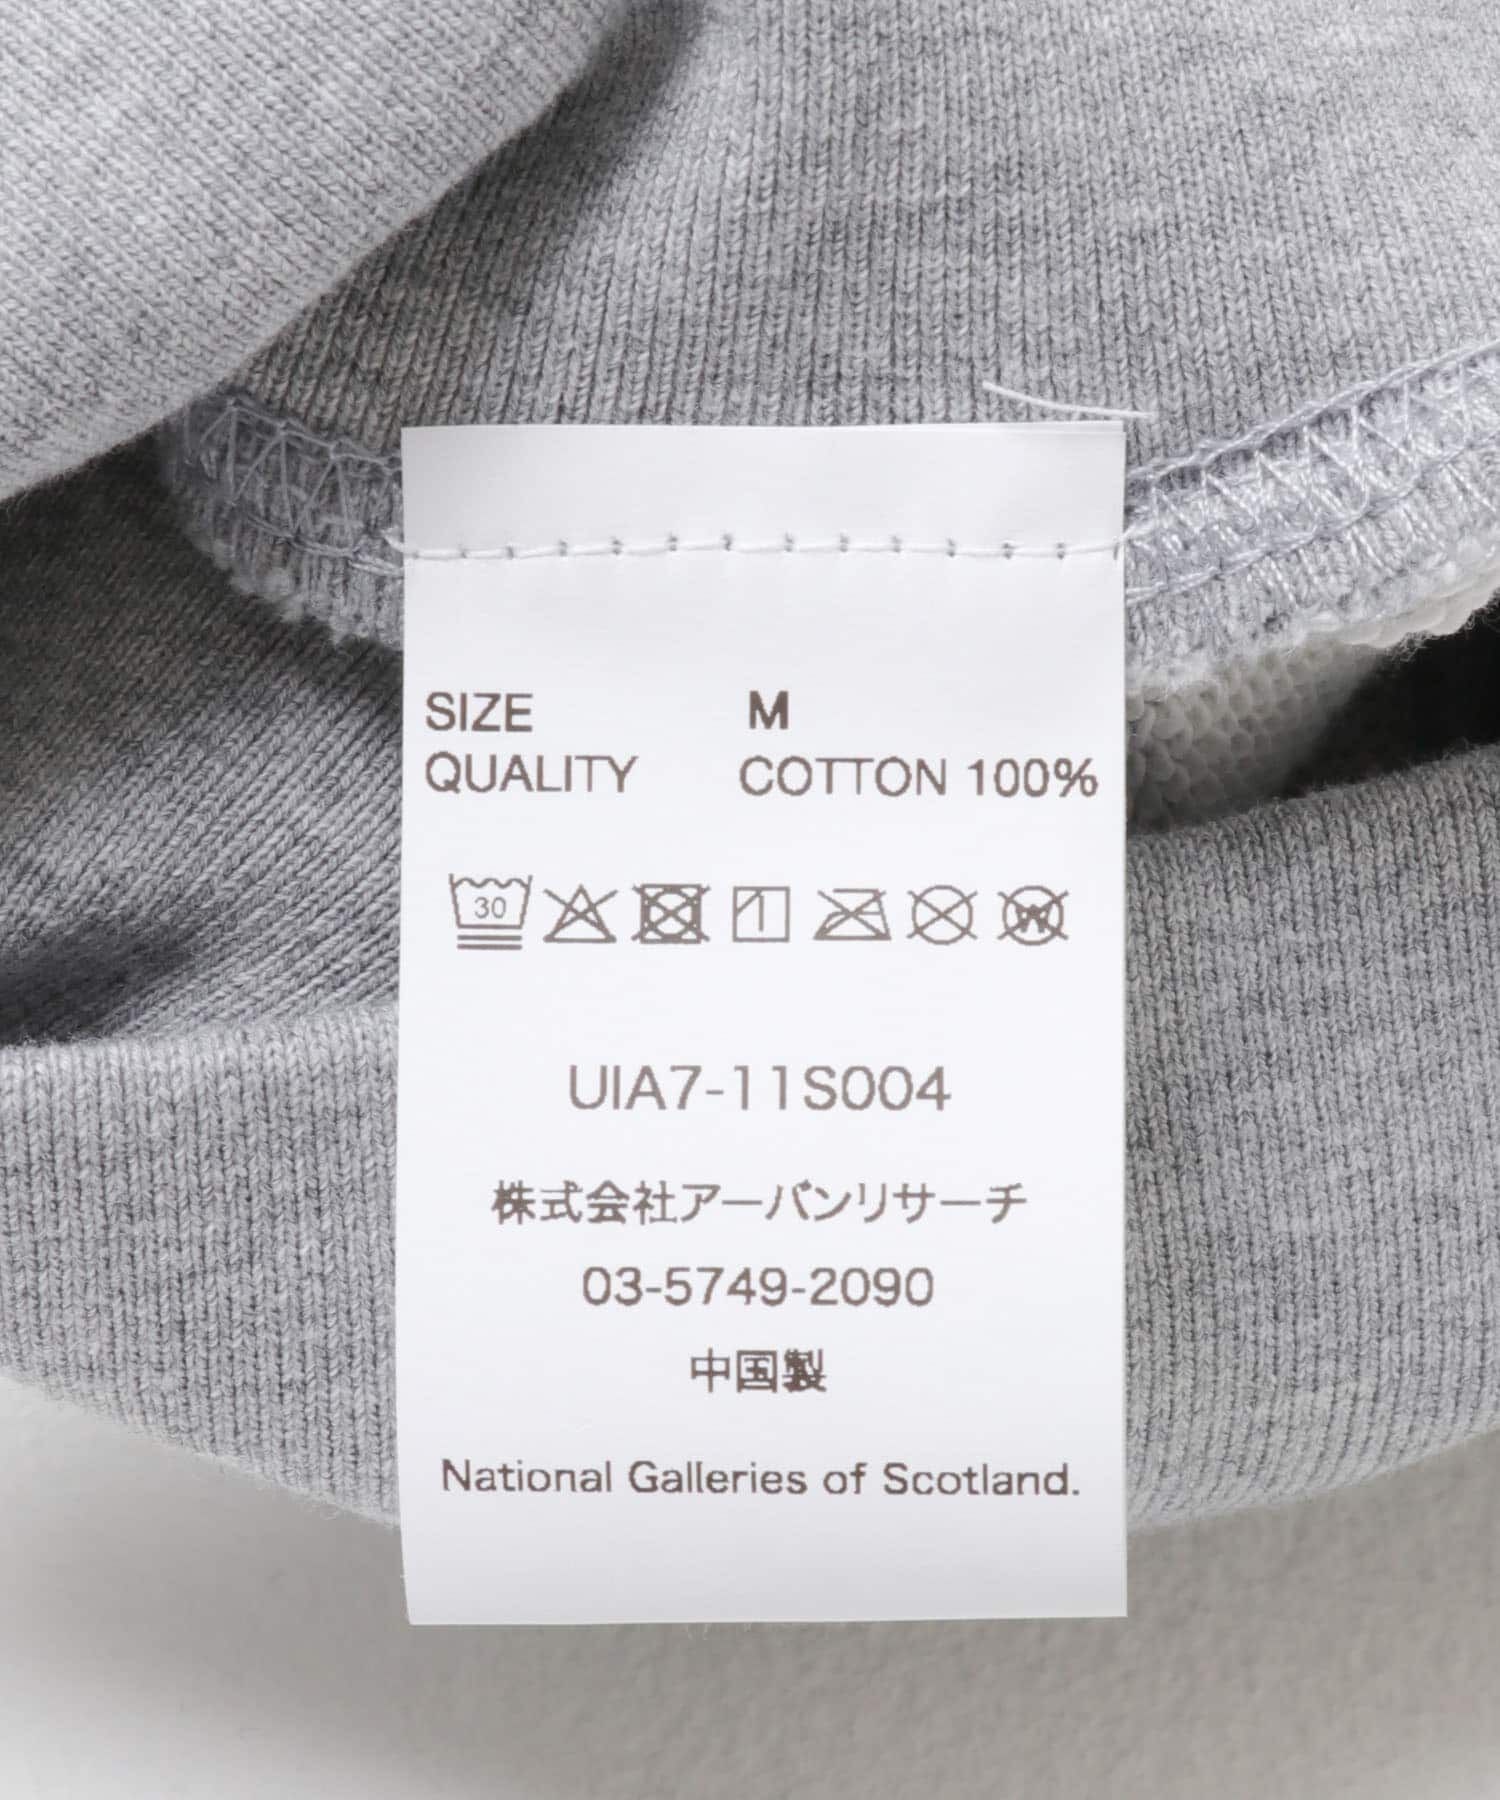 SIZE M
QUALITY COTTON 100%
30
UIA7-11S004
株式会社アーバンリサーチ
03-5749-2090
中国製
National Galleries of Scotland.